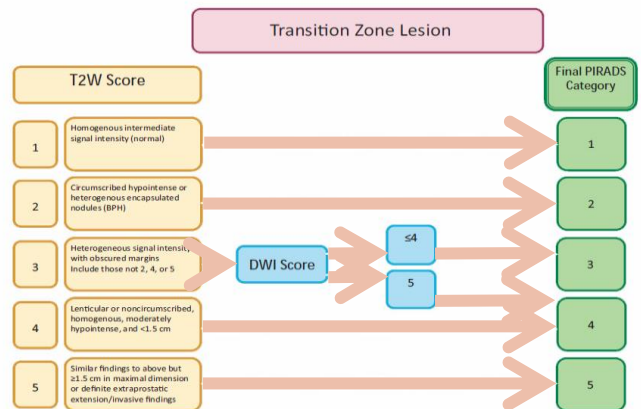 Transition Zone Lesion
T2W Score
Final PIRADS
Category
1
Homogenous intermediate
signal intensity (normal)
1
2
Circumscribed hypointense or
heterogenous encapsulated
nodules (BPH)
2
3
Heterogeneous signal intensity
with obscured margins
Include those not 2, 4, or 5
DWI Score
≤4
5
3
4
Lenticular or noncircumscribed,
homogenous, moderately
hypointense, and <1.5 cm
4
5
Similar findings to above but
≥1.5 cm in maximal dimension
or definite extraprostatic
extension/invasive findings
5